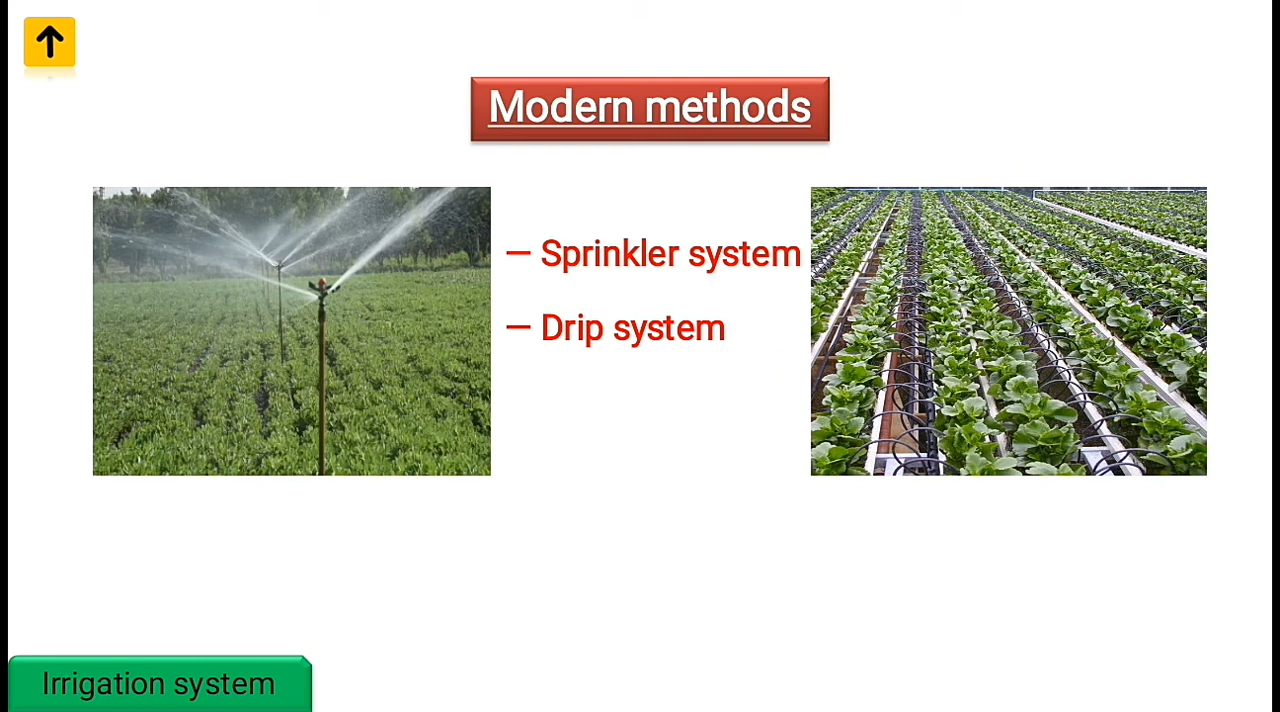 Modern methods
— Sprinkler system
— Drip system
Irrigation system